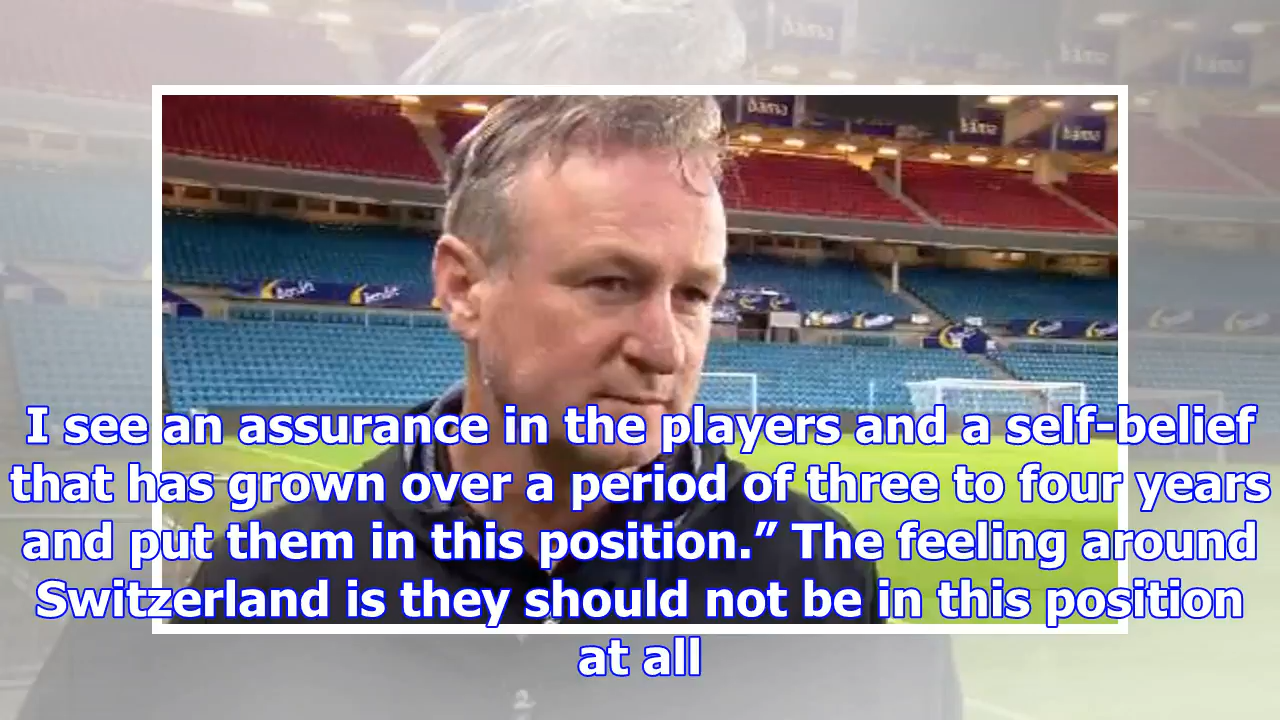 I see an assurance in the players and a self-belief
that has grown over a period of three to four years
and put them in this position.” The feeling around
Switzerland is they should not be in this position
at all